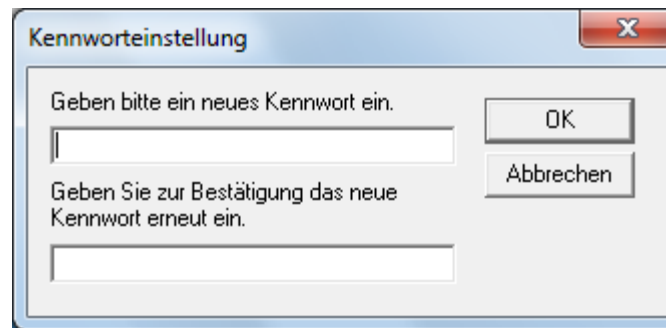 Kennworteinstellung
Geben bitte ein neues Kennwort ein.
OK
Abbrechen
Geben Sie zur Bestätigung das neue
Kennwort erneut ein.